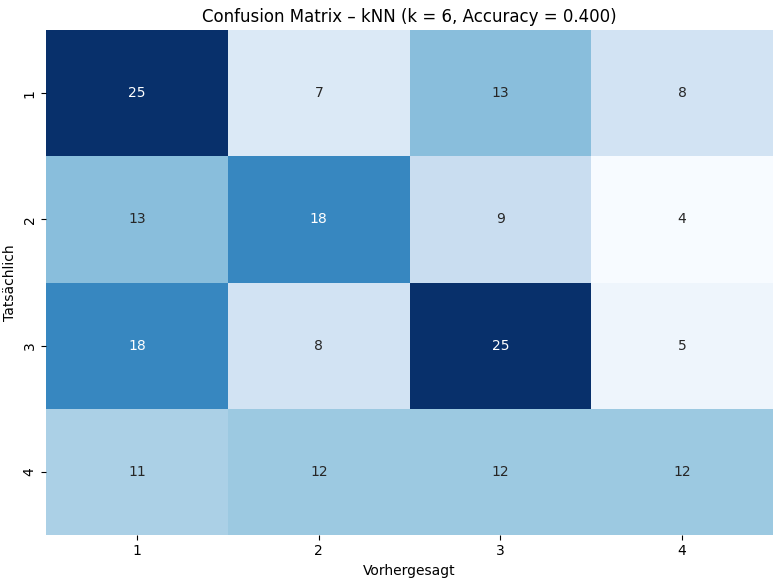 Confusion Matrix – kNN (k = 6, Accuracy = 0.400)
1 25 7 13 8
2 13 18 9 4
Tatsächlich
3 18 8 25 5
4 11 12 12 12
1 2 3 4
Vorhergesagt